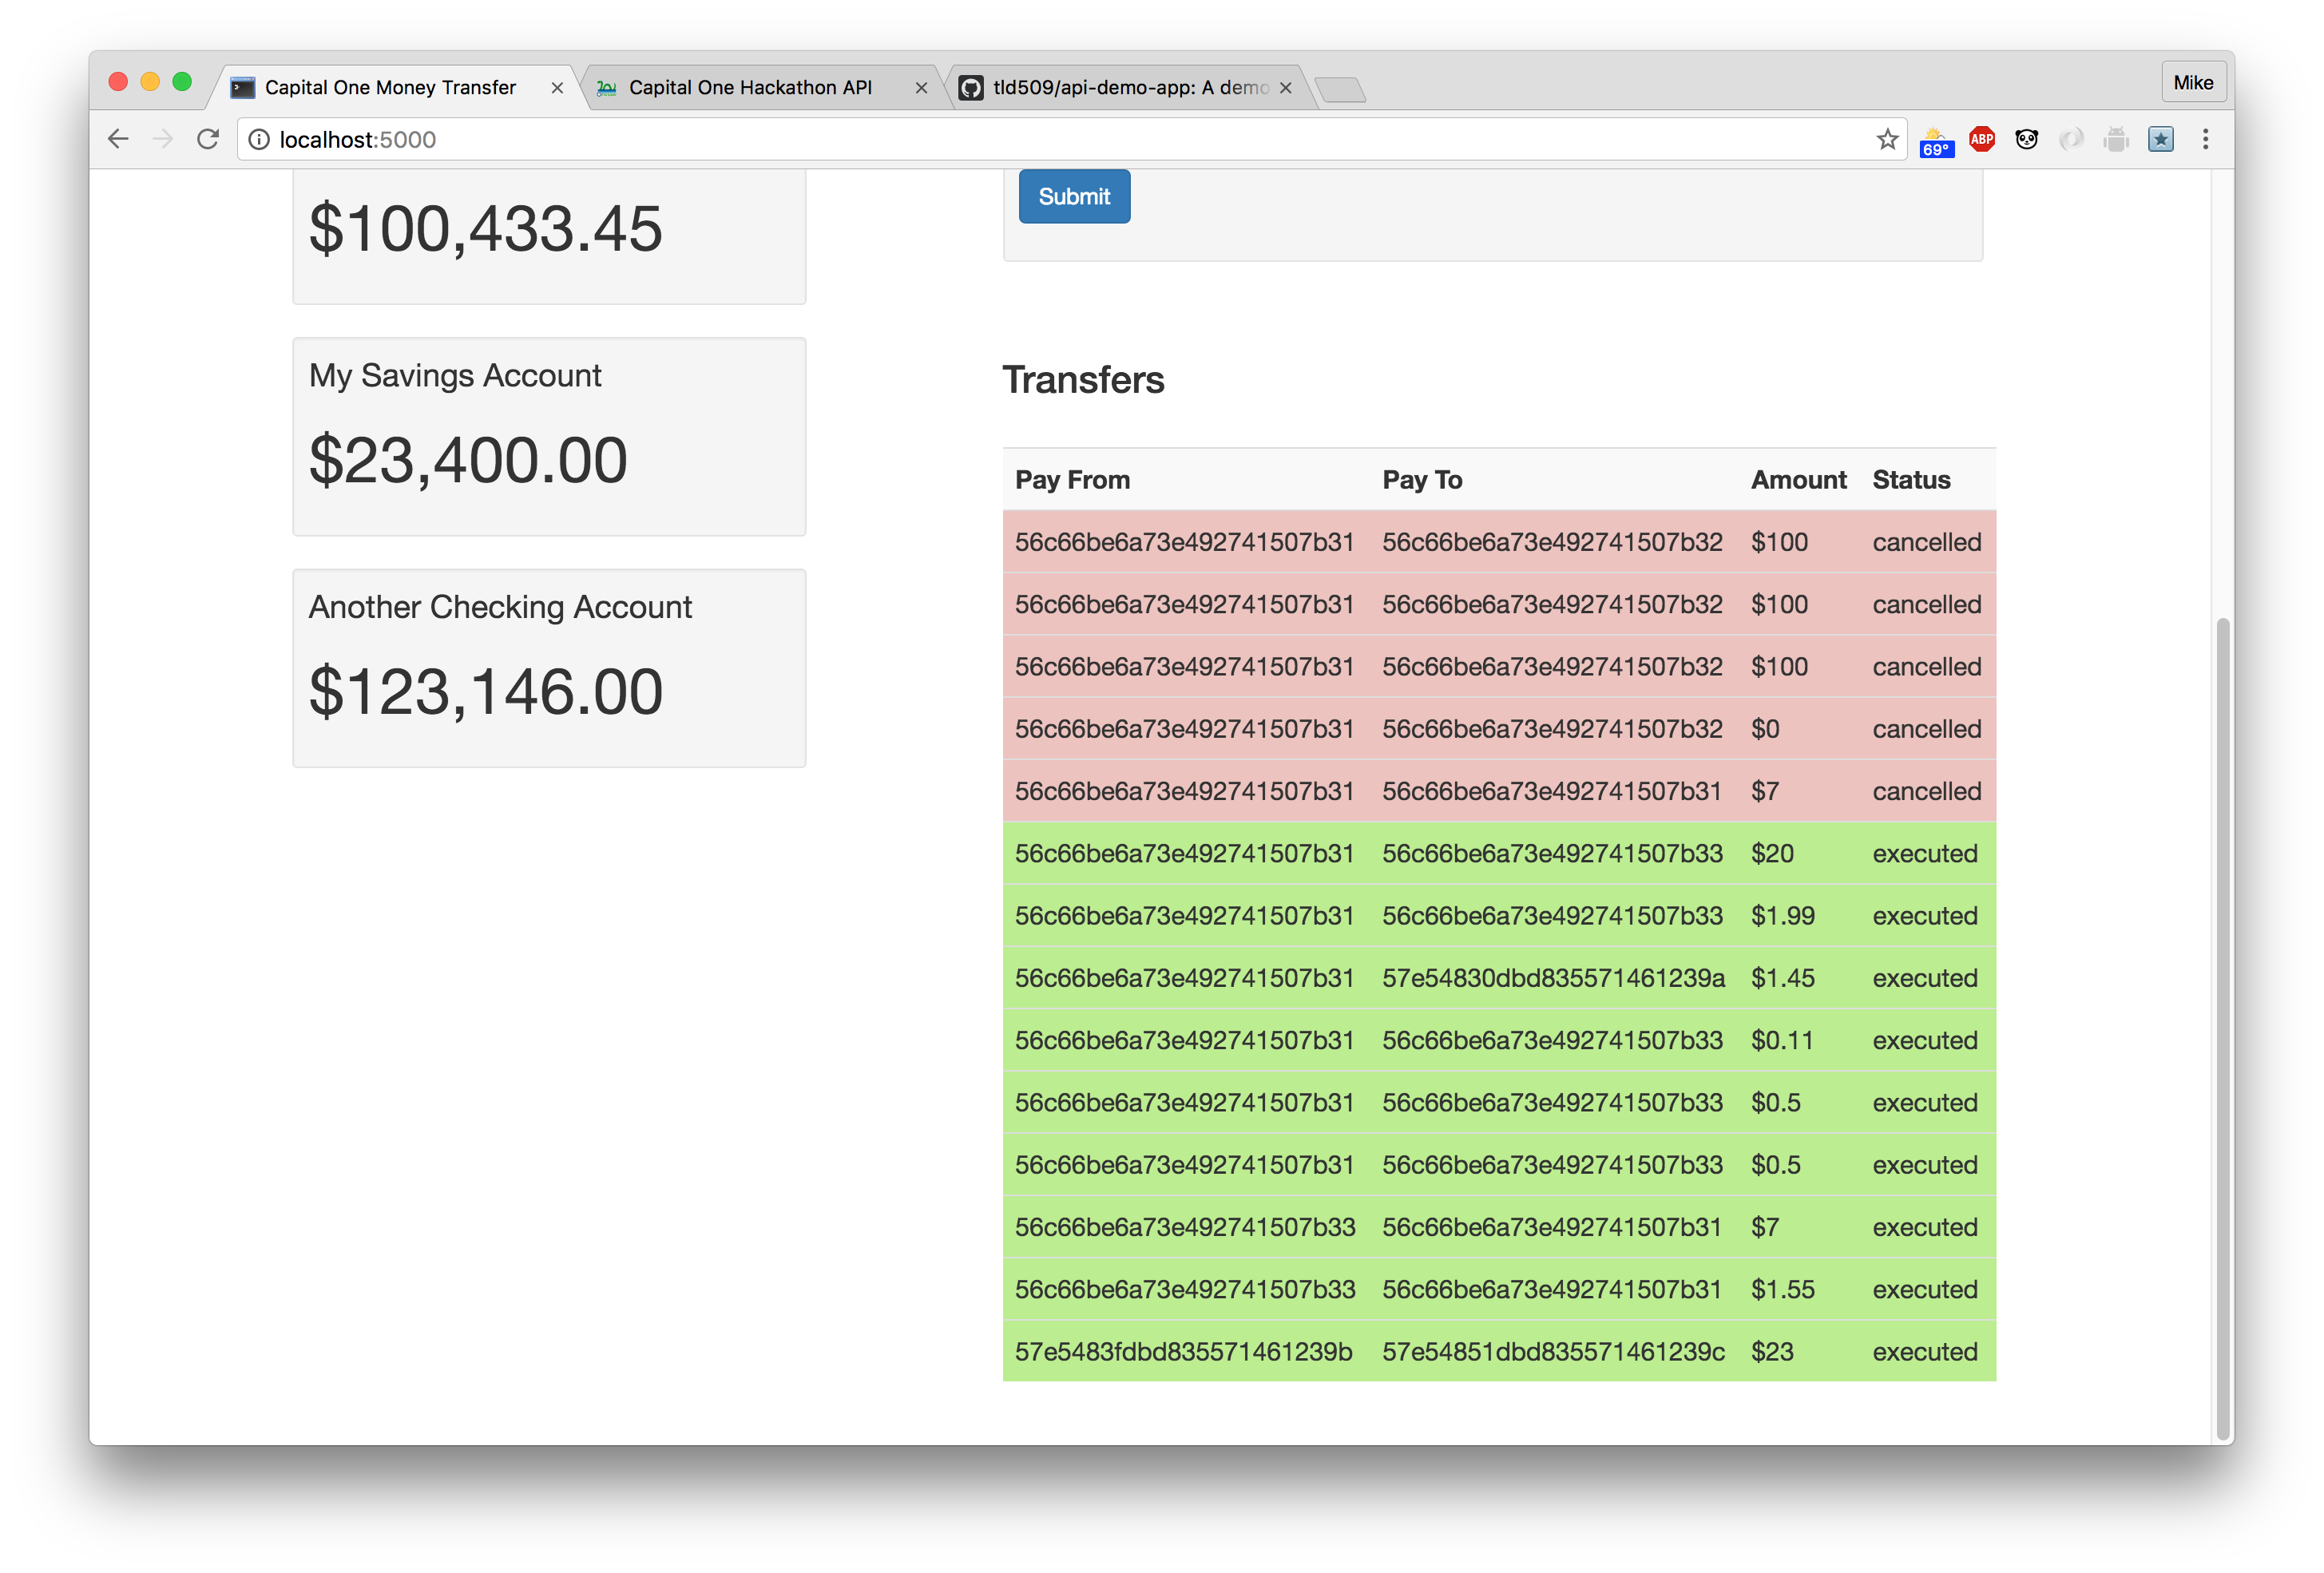 Capital One Money Transfer
Capital One Hackathon API
tld509/api-demo-app: A demo
Mike
localhost:5000
69°
ABP
$100,433.45
My Savings Account
$23,400.00
Another Checking Account
$123,146.00
Submit
Transfers
Pay From Pay To Amount Status
56c66be6a73e492741507b31 56c66be6a73e492741507b32 $100 cancelled
56c66be6a73e492741507b31 56c66be6a73e492741507b32 $100 cancelled
56c66be6a73e492741507b31 56c66be6a73e492741507b32 $100 cancelled
56c66be6a73e492741507b31 56c66be6a73e492741507b32 $0 cancelled
56c66be6a73e492741507b31 56c66be6a73e492741507b31 $7 cancelled
56c66be6a73e492741507b31 56c66be6a73e492741507b33 $20 executed
56c66be6a73e492741507b31 56c66be6a73e492741507b33 $1.99 executed
56c66be6a73e492741507b31 57e54830dbd835571461239a $1.45 executed
56c66be6a73e492741507b31 56c66be6a73e492741507b33 $0.11 executed
56c66be6a73e492741507b31 56c66be6a73e492741507b33 $0.5 executed
56c66be6a73e492741507b31 56c66be6a73e492741507b33 $0.5 executed
56c66be6a73e492741507b33 56c66be6a73e492741507b31 $7 executed
56c66be6a73e492741507b33 56c66be6a73e492741507b31 $1.55 executed
57e5483fdbd835571461239b 57e54851dbd835571461239c $23 executed